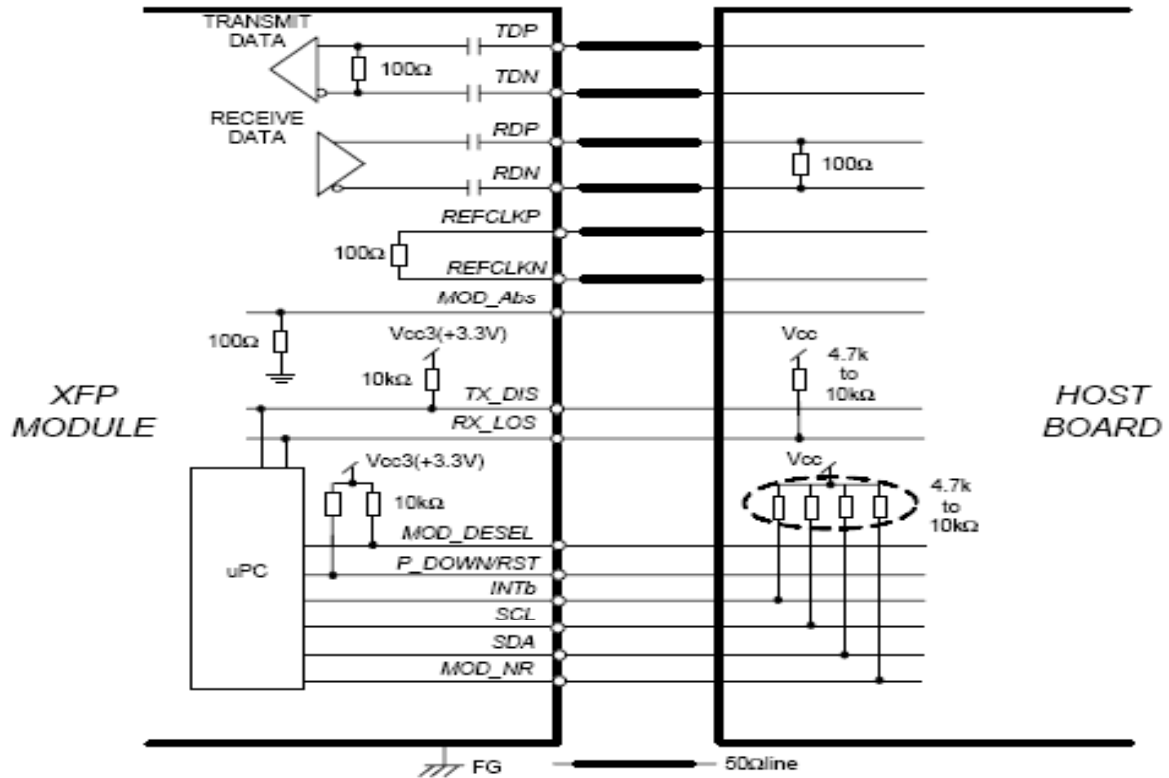 TRANSMIT
DATA
TDP
100Ω
TDN
RECEIVE
DATA
RDP
100Ω
RDN
REFCLKP
100Ω
REFCLKN
MOD_Abs
100Ω
Vcc3(+3.3V)
10kΩ
TX_DIS
RX_LOS
Vcc
4.7k
to
10kΩ
XFP
MODULE
HOST
BOARD
Vcc3(+3.3V)
10kΩ
Vcc
4.7k
to
10kΩ
uPC
MOD_DESEL
P_DOWN/RST
INTb
SCL
SDA
MOD_NR
FG
50Ωline